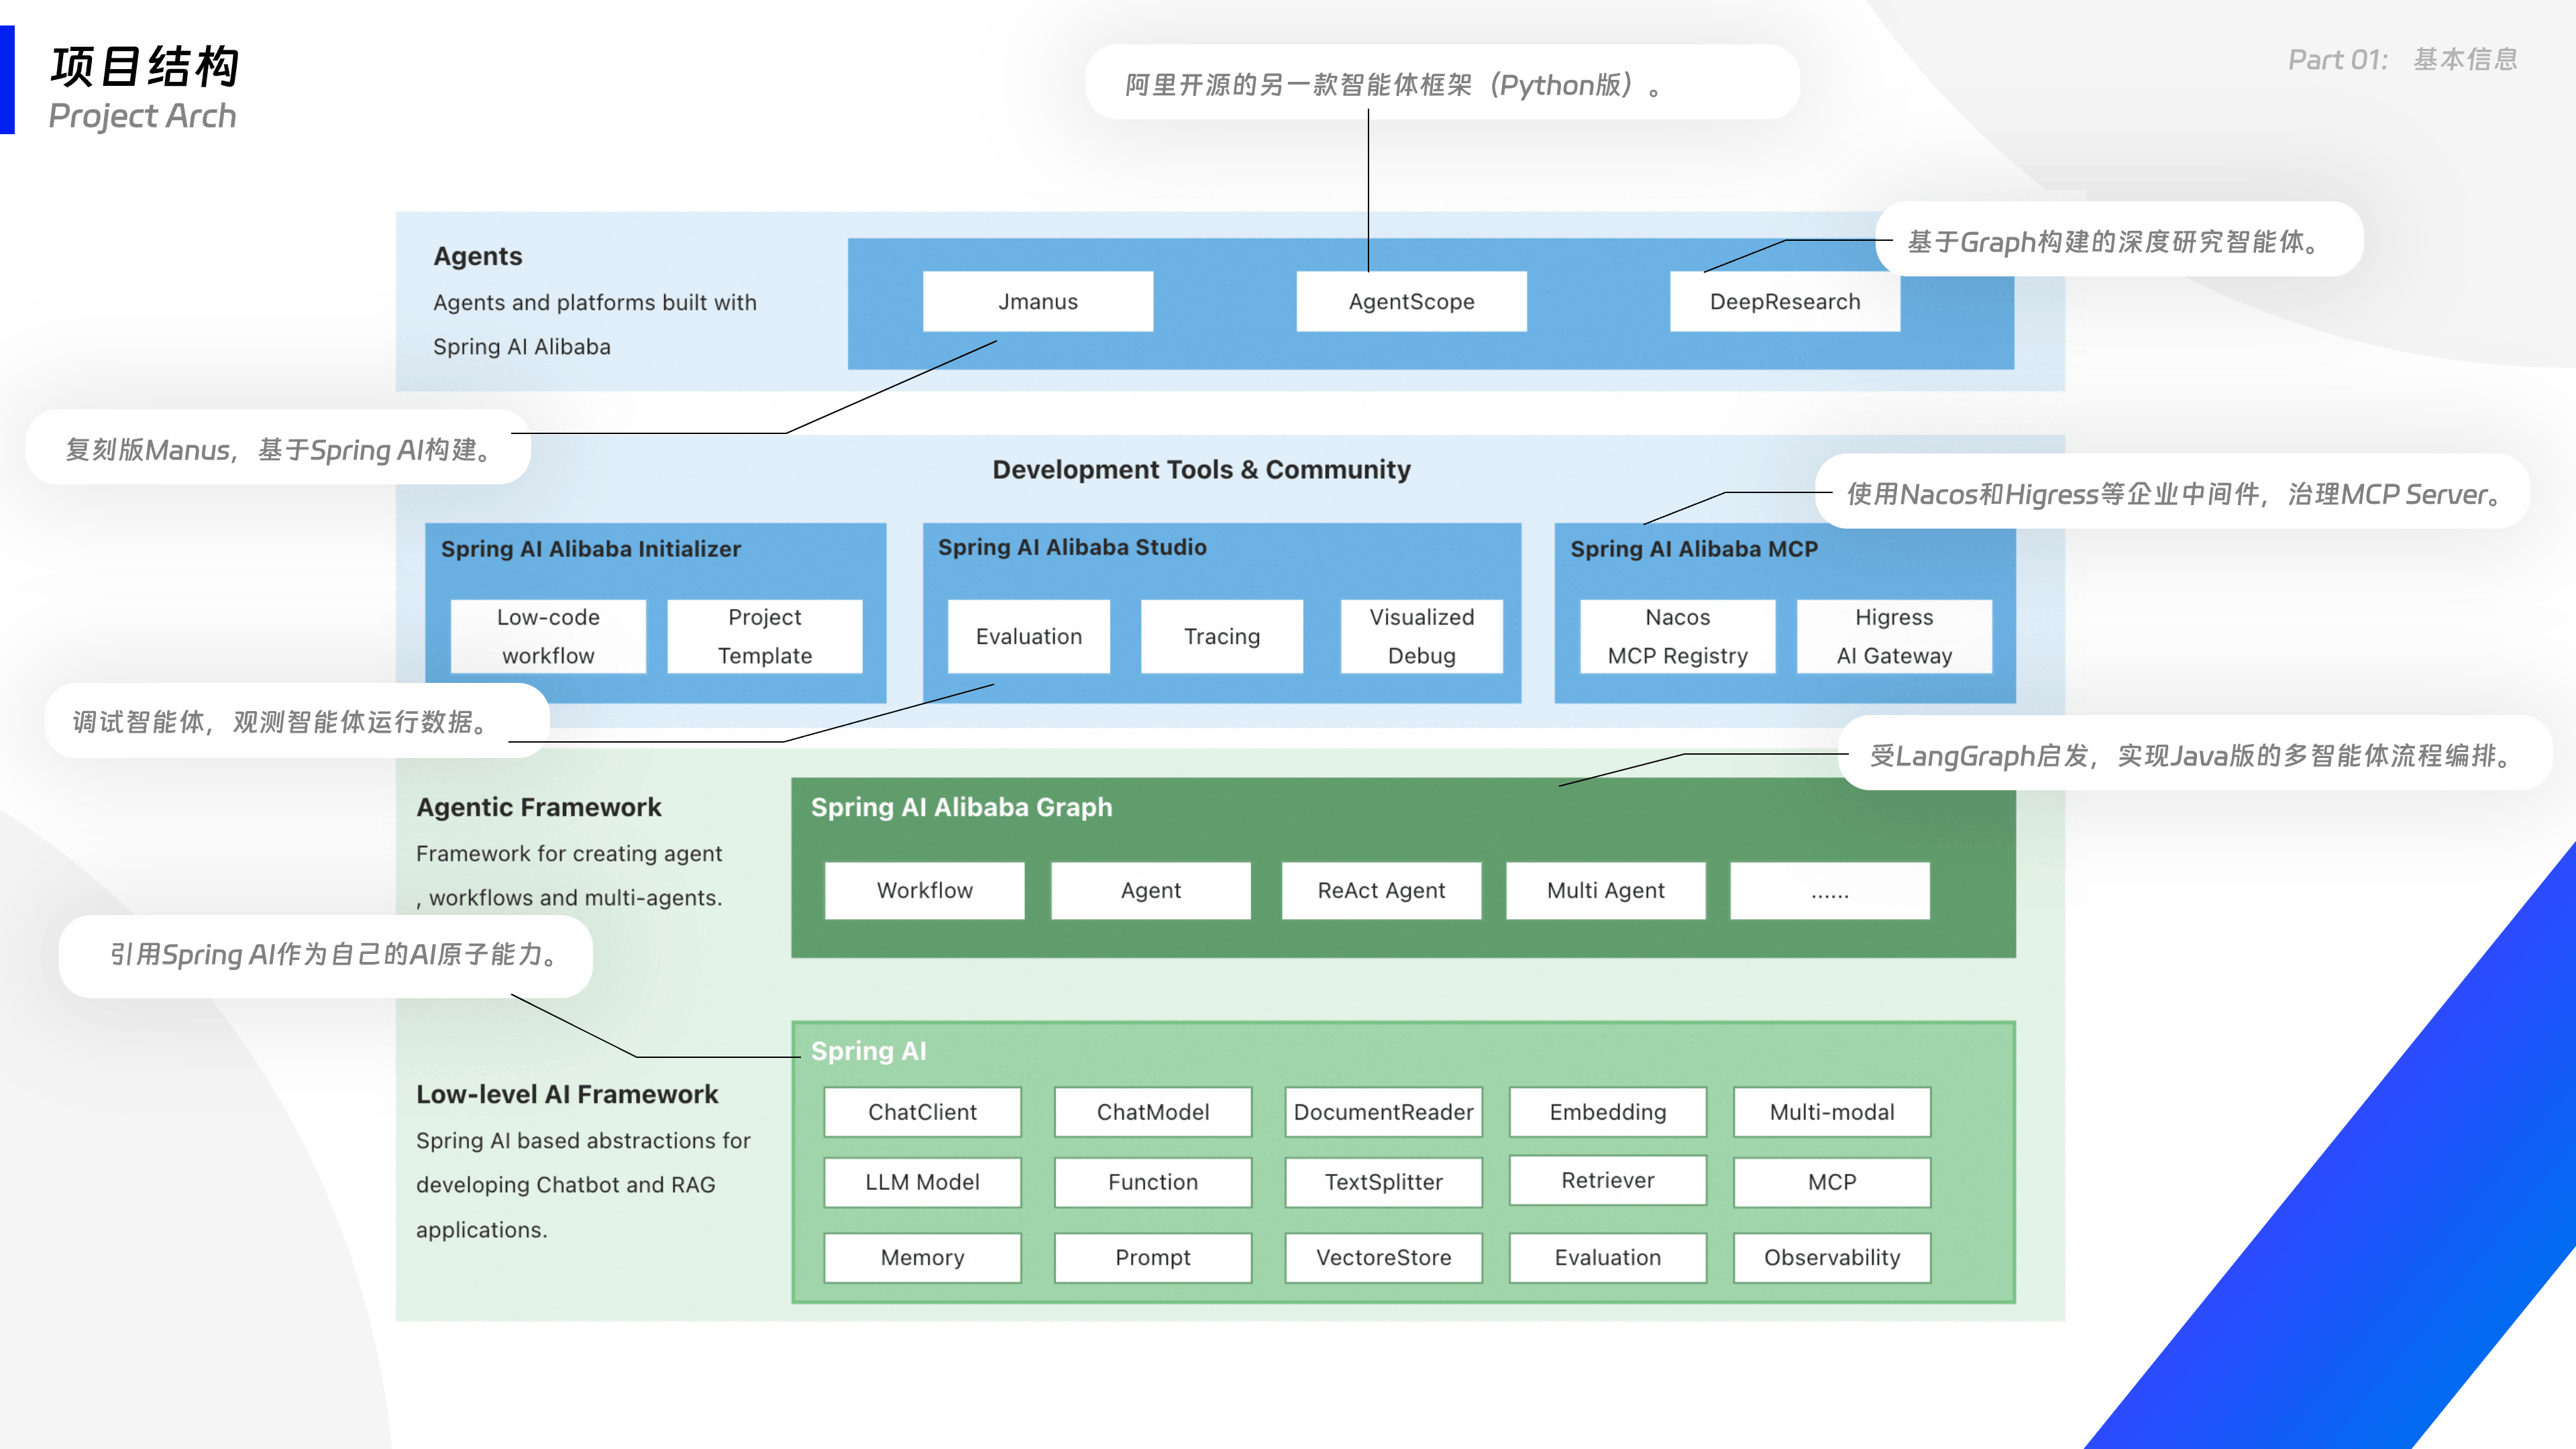 项目结构
Project Arch
Part 01: 基本信息
阿里开源的另一款智能体框架（Python版）。
基于Graph构建的深度研究智能体。
Agents
Agents and platforms built with
Spring AI Alibaba
Jmanus
AgentScope
DeepResearch
复刻版Manus，基于Spring AI构建。
Development Tools & Community
使用Nacos和Higress等企业中间件，治理MCP Server。
Spring AI Alibaba Initializer
Low-code
workflow
Project
Template
Spring AI Alibaba Studio
Evaluation
Tracing
Visualized
Debug
Spring AI Alibaba MCP
Nacos
MCP Registry
Higress
AI Gateway
调试智能体，观测智能体运行数据。
受LangGraph启发，实现Java版的多智能体流程编排。
Agentic Framework
Framework for creating agent
, workflows and multi-agents.
Spring AI Alibaba Graph
Workflow
Agent
ReAct Agent
Multi Agent
......
引用Spring AI作为自己的AI原子能力。
Low-level AI Framework
Spring AI based abstractions for
developing Chatbot and RAG
applications.
Spring AI
ChatClient
ChatModel
DocumentReader
Embedding
Multi-modal
LLM Model
Function
TextSplitter
Retriever
MCP
Memory
Prompt
VectoreStore
Evaluation
Observability